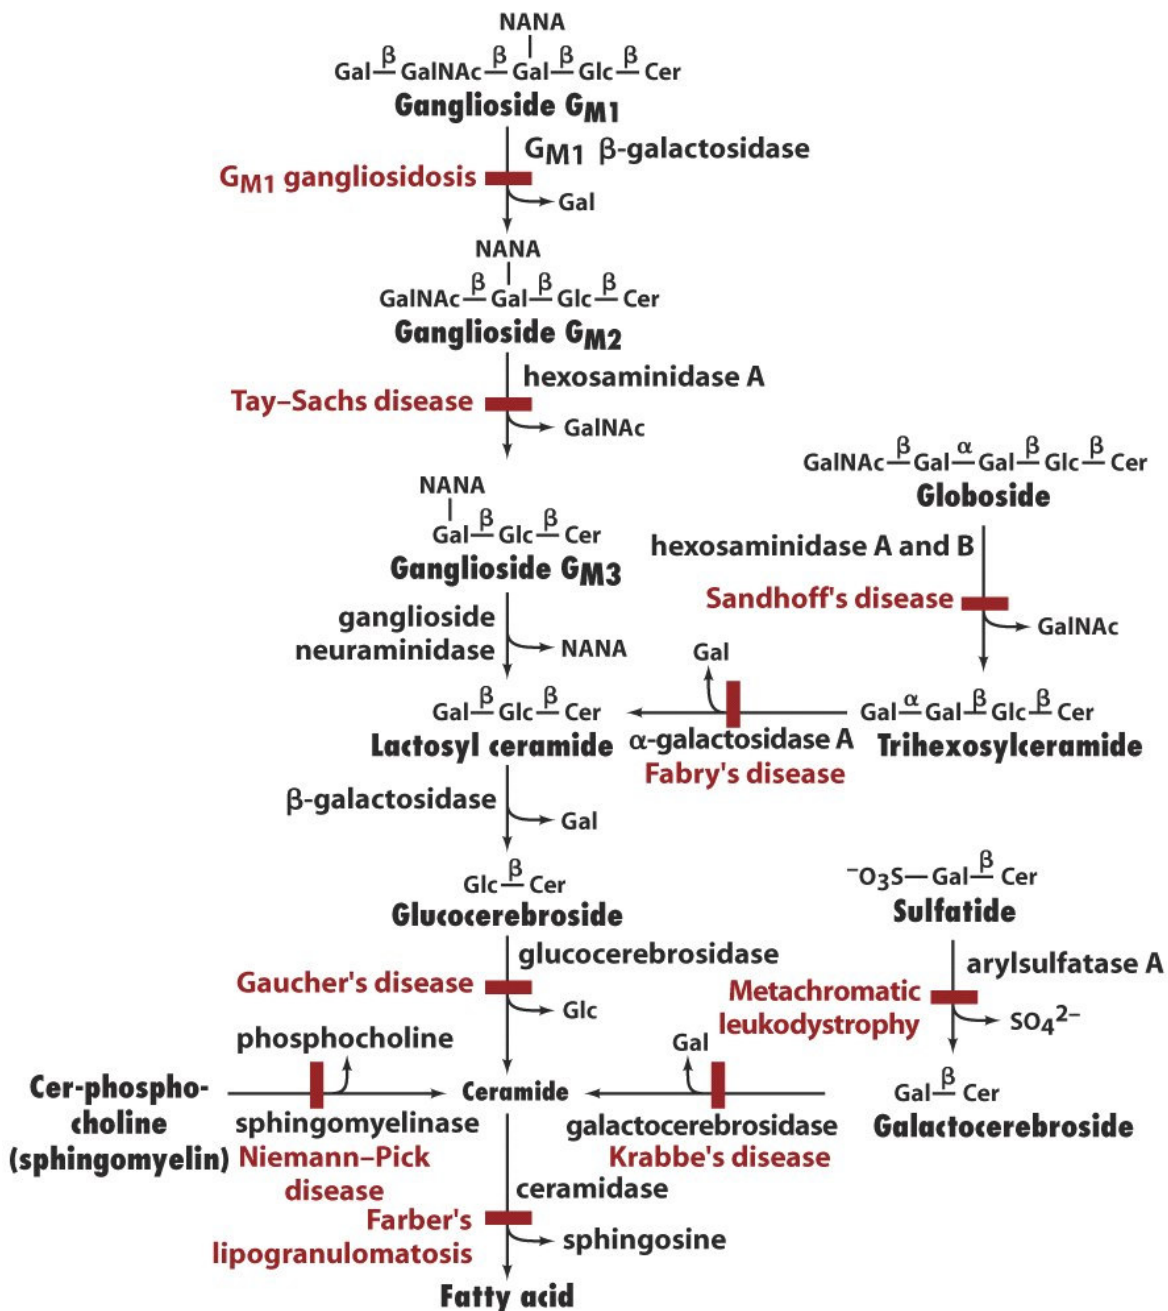 NANA
Gal—β—GalNAc—β—Gal—β—Glc—β—Cer
Ganglioside GM1
GM1 β-galactosidase
GM1 gangliosidosis
Gal
NANA
GalNAc—β—Gal—β—Glc—β—Cer
Ganglioside GM2
hexosaminidase A
Tay–Sachs disease
GalNAc
NANA
Gal—β—Glc—β—Cer
Ganglioside GM3
ganglioside
neuraminidase
NANA
GalNAc—β—Gal—α—Gal—β—Glc—β—Cer
Globoside
hexosaminidase A and B
Sandhoff's disease
GalNAc
Gal—α—Gal—β—Glc—β—Cer
Trihexosylceramide
Gal
α-galactosidase A
Fabry's disease
Gal—β—Glc—β—Cer
Lactosyl ceramide
β-galactosidase
Gal
Glc—β—Cer
Glucocerebroside
glucocerebrosidase
Gaucher's disease
Glc
⁻O3S—Gal—β—Cer
Sulfatide
arylsulfatase A
Metachromatic
leukodystrophy
SO4²⁻
Gal—β—Cer
Galactocerebroside
Gal
galactocerebrosidase
Krabbe's disease
phosphocholine
Cer-phospho-
choline
(sphingomyelin)
sphingomyelinase
Niemann–Pick
disease
Ceramide
ceramidase
Farber's
lipogranulomatosis
sphingosine
Fatty acid